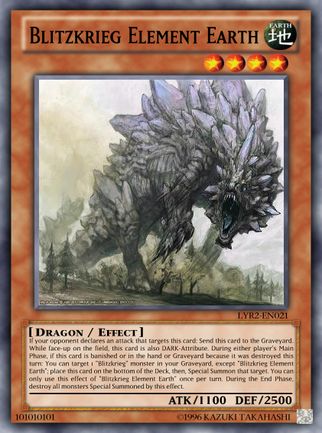 BLITZKRIEG ELEMENT EARTH
EARTH
地
LYR2-EN021
[ DRAGON / EFFECT ]
If your opponent declares an attack that targets this card: Send this card to the Graveyard.
While face-up on the field, this card is also DARK-Attribute. During either player's Main
Phase, if this card is banished or in the hand or Graveyard because it was destroyed this
turn: You can target 1 "Blitzkrieg" monster in your Graveyard, except "Blitzkrieg Element
Earth"; place this card on the bottom of the Deck, then, Special Summon that target. You can
only use this effect of "Blitzkrieg Element Earth" once per turn. During the End Phase,
destroy all monsters Special Summoned by this effect.
ATK/1100 DEF/2500
101010101
©1996 KAZUKI TAKAHASHI